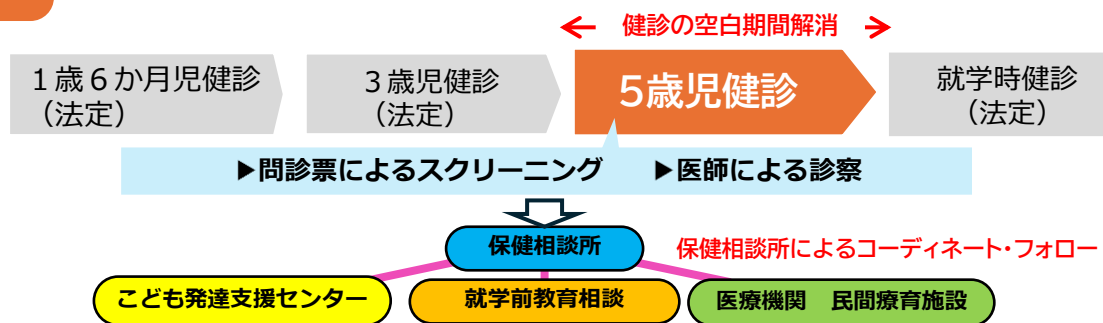 健診の空白期間解消
１歳６か月児健診
（法定）
３歳児健診
（法定）
5歳児健診
就学時健診
（法定）
▶問診票によるスクリーニング　▶医師による診察
保健相談所
保健相談所によるコーディネート・フォロー
こども発達支援センター
就学前教育相談
医療機関　民間療育施設